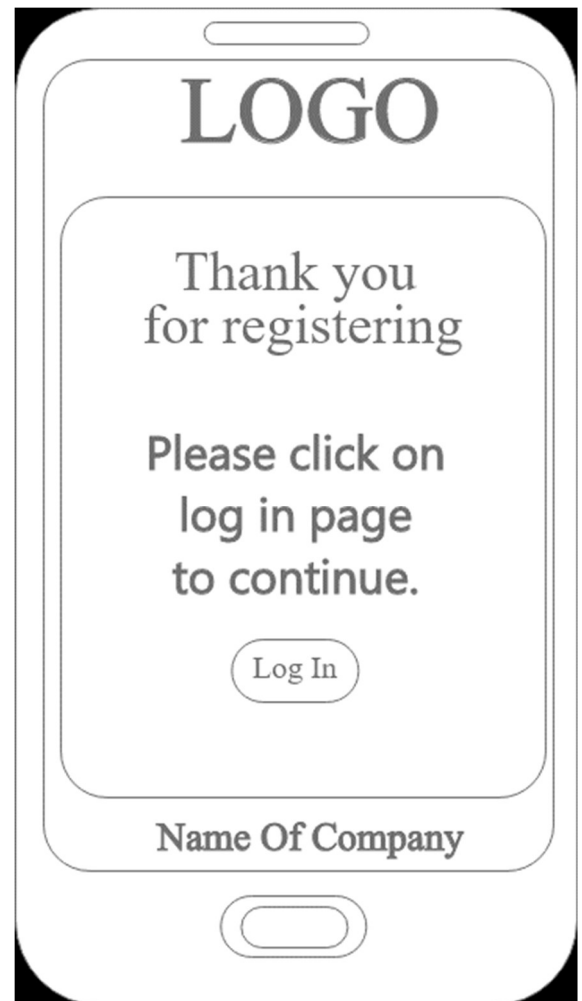 LOGO
Thank you
for registering
Please click on
log in page
to continue.
Log In
Name Of Company